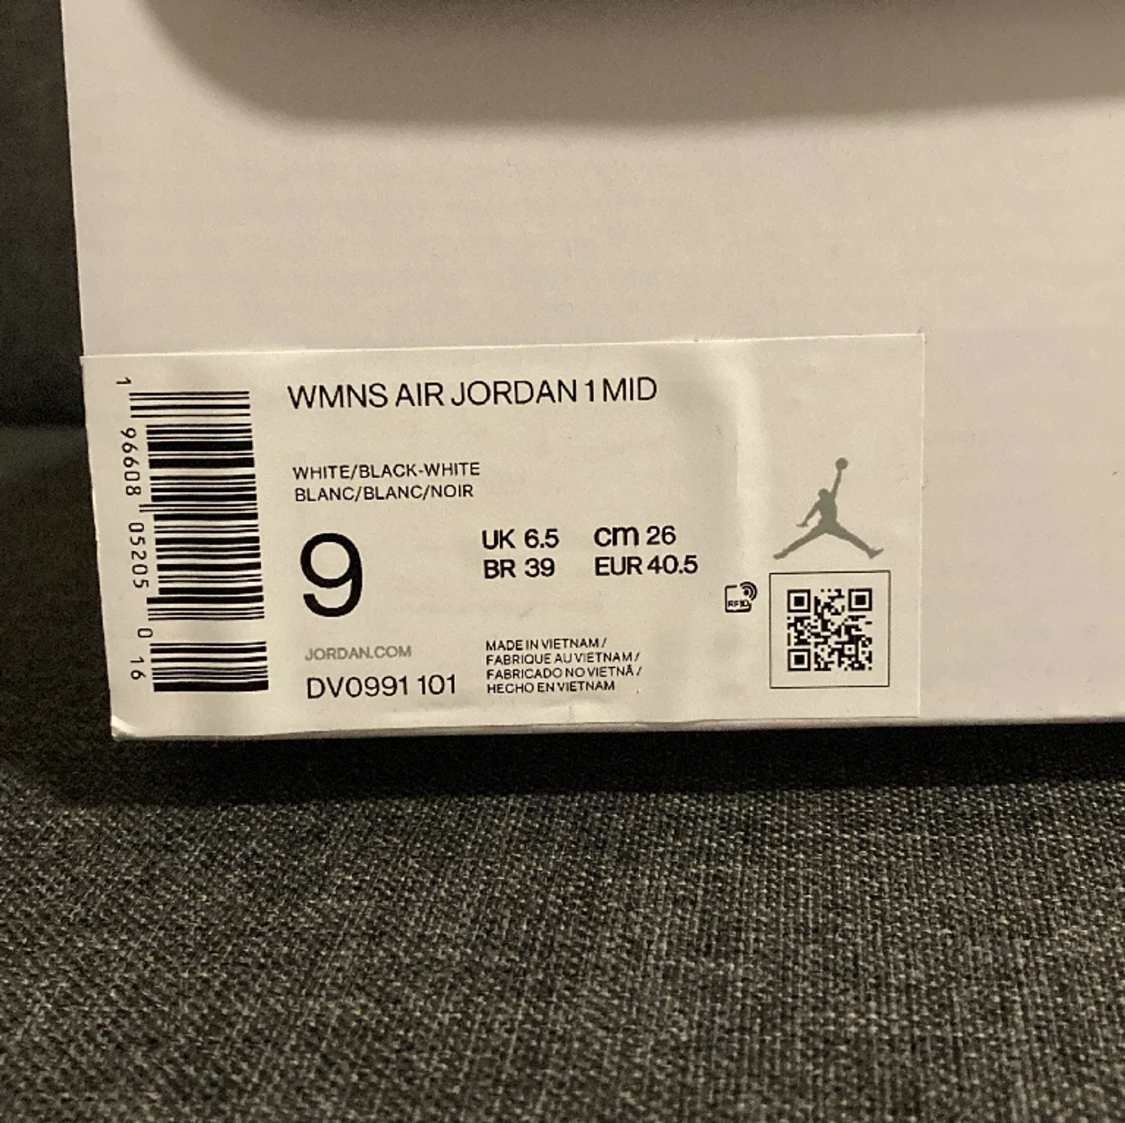 WMNS AIR JORDAN 1 MID
WHITE/BLACK-WHITE
BLANC/BLANC/NOIR
9
UK 6.5 cm 26
BR 39 EUR 40.5
RFID
JORDAN.COM
DV0991 101
MADE IN VIETNAM /
FABRIQUE AU VIETNAM /
FABRICADO NO VIETNÃ /
HECHO EN VIETNAM
1 96608 05205 0 16